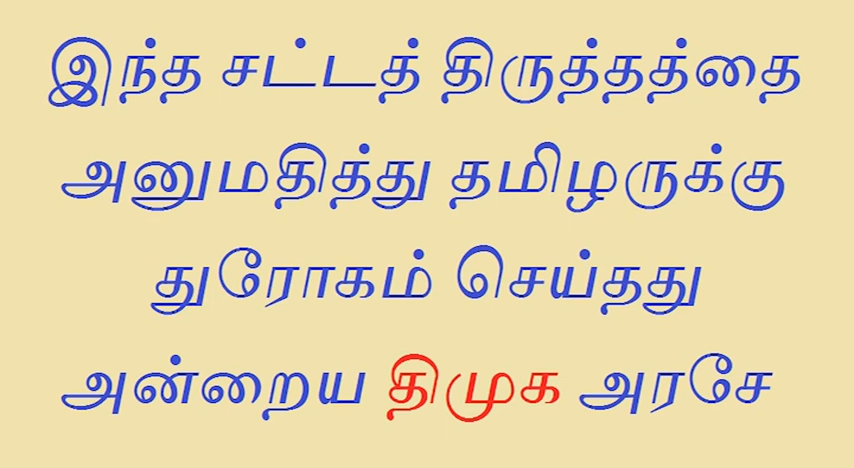 இந்த சட்டத் திருத்தத்தை
அனுமதித்து தமிழருக்கு
துரோகம் செய்தது
அன்றைய திமுக அரசே